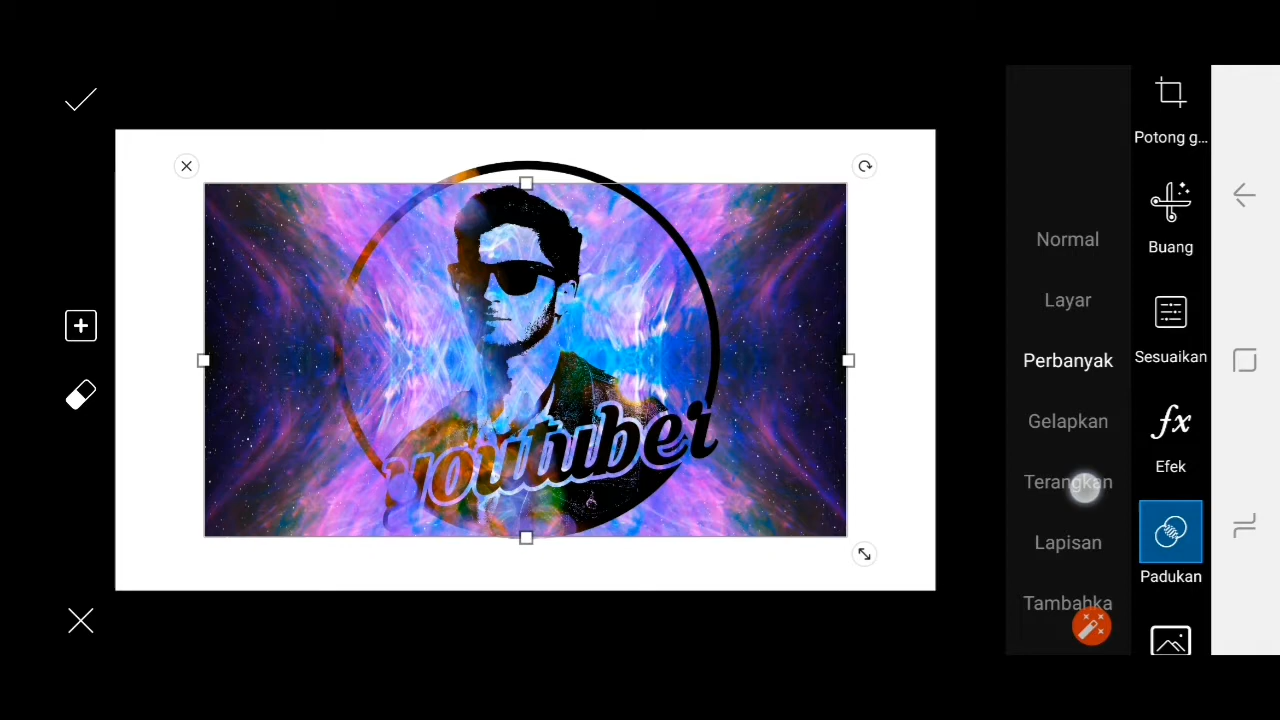 Potong g...
Buang
Sesuaikan
Efek
Padukan
Normal
Layar
Perbanyak
Gelapkan
Terangkan
Lapisan
Tambahka
youtuber